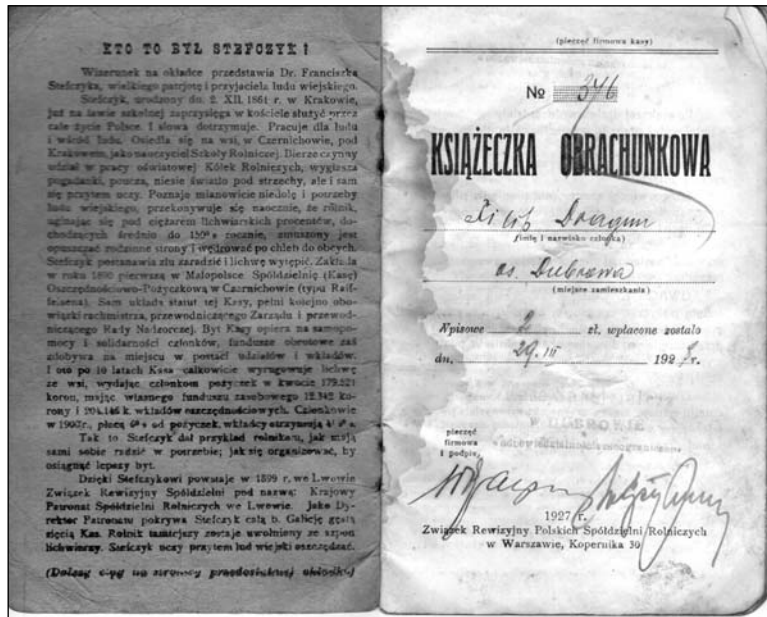 KTO TO BYŁ STEFCZYK?
Wizerunek na okładce przedstawia Dr. Franciszka
Stefczyka, wielkiego patrjotę i przyjaciela ludu wiejskiego.
Stefczyk, urodzony dn. 2. XII. 1861 r. w Krakowie,
już na ławie szkolnej zaprzysięga w kościele służyć przez
całe życie Polsce. I słowa dotrzymuje. Pracuje dla ludu
i wśród ludu. Osiedla się na wsi, w Czernichowie, pod
Krakowem, jako nauczyciel Szkoły Rolniczej. Bierze czynny
udział w pracy oświatowej Kółek Rolniczych, wygłasza
pogadanki, poucza, niesie światło pod strzechy, ale i sam
się przytem uczy. Poznaje mianowicie niedolę i potrzeby
ludu wiejskiego, przekonywuje się naocznie, że rolnik,
uginając się pod ciężarem lichwiarskich procentów, do-
chodzących średnio do 150% rocznie, zmuszony jest
opuszczać rodzinne strony i wędrować po chleb do obcych.
Stefczyk postanawia złu zaradzić i lichwę wytępić. Zakłada
w roku 1890 pierwszą w Małopolsce Spółdzielnię (Kasę)
Oszczędnościowo-Pożyczkową w Czernichowie (typu Raif-
feisena). Sam układa statut tej Kasy, pełni kolejno obo-
wiązki rachmistrza, przewodniczącego Zarządu i przewod-
niczącego Rady Nadzorczej. Byt Kasy opiera na samopo-
mocy i solidarności członków, fundusze obrotowe zaś
zdobywa na miejscu w postaci udziałów i wkładów.
I oto po 10 latach Kasa całkowicie wyrugowuje lichwę
ze wsi, wydając członkom pożyczek w kwocie 179.521
koron, mając własnego funduszu zasobowego 12.342 ko-
rony i 204.146 k. wkładów oszczędnościowych. Członkowie
w 1900 r. płacą 6% od pożyczek, wkładcy otrzymują
Tak to Stefczyk dał przykład rolnikom, jak mają
sami sobie radzić w potrzebie; jak się organizować, by
osiągnąć lepszy byt.
Dzięki Stefczykowi powstaje w 1899 r. we Lwowie
Związek Rewizyjny Spółdzielni pod nazwą: Krajowy
Patronat Spółdzielni Rolniczych we Lwowie. Jako Dy-
rektor Patronatu pokrywa Stefczyk całą b. Galicję gęstą
siecią Kas. Rolnik tamtejszy zostaje uwolniony ze szpon
lichwiarzy. Stefczyk uczy przytem lud wiejski oszczędzać.
(Dalszy ciąg na stronicy przedostatniej okładki)
(pieczęć firmowa kasy)
№ 346
KSIĄŻECZKA OBRACHUNKOWA
(imię i nazwisko członka)
os. Dubrowa
(miejsce zamieszkania)
Wpisowe 2 zł. wpłacone zostało
dn. 29. III 192 r.
pieczęć
firmowa
i podpis
1927 r.
Związek Rewizyjny Polskich Spółdzielni Rolniczych
w Warszawie, Kopernika 30